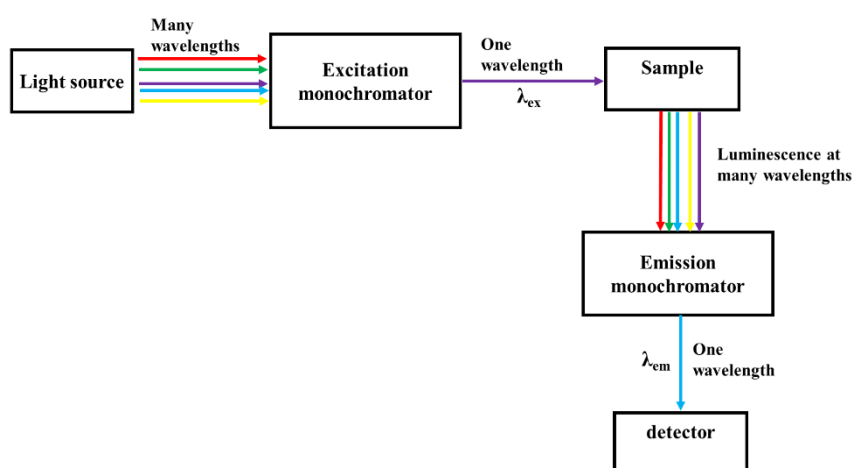 Many
wavelengths
Light source
Excitation
monochromator
One
wavelength
λex
Sample
Luminescence at
many wavelengths
Emission
monochromator
λem
One
wavelength
detector